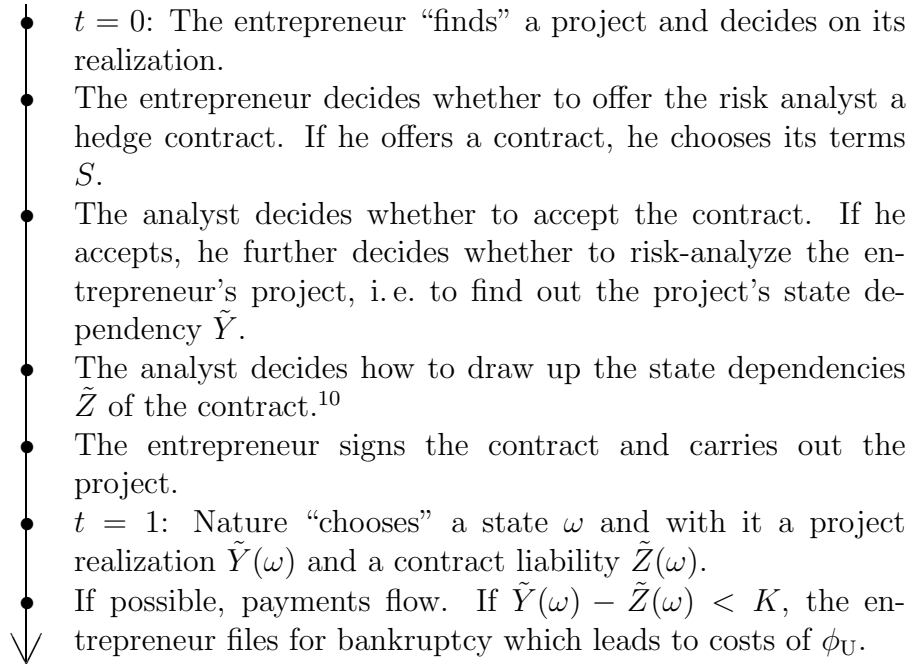 t = 0: The entrepreneur “finds” a project and decides on its
realization.
The entrepreneur decides whether to offer the risk analyst a
hedge contract. If he offers a contract, he chooses its terms
S.
The analyst decides whether to accept the contract. If he
accepts, he further decides whether to risk-analyze the en-
trepreneur's project, i. e. to find out the project's state de-
pendency Ỹ.
The analyst decides how to draw up the state dependencies
Z̃ of the contract.¹⁰
The entrepreneur signs the contract and carries out the
project.
t = 1: Nature “chooses” a state ω and with it a project
realization Ỹ(ω) and a contract liability Z̃(ω).
If possible, payments flow. If Ỹ(ω) − Z̃(ω) < K, the en-
trepreneur files for bankruptcy which leads to costs of ϕ_U.